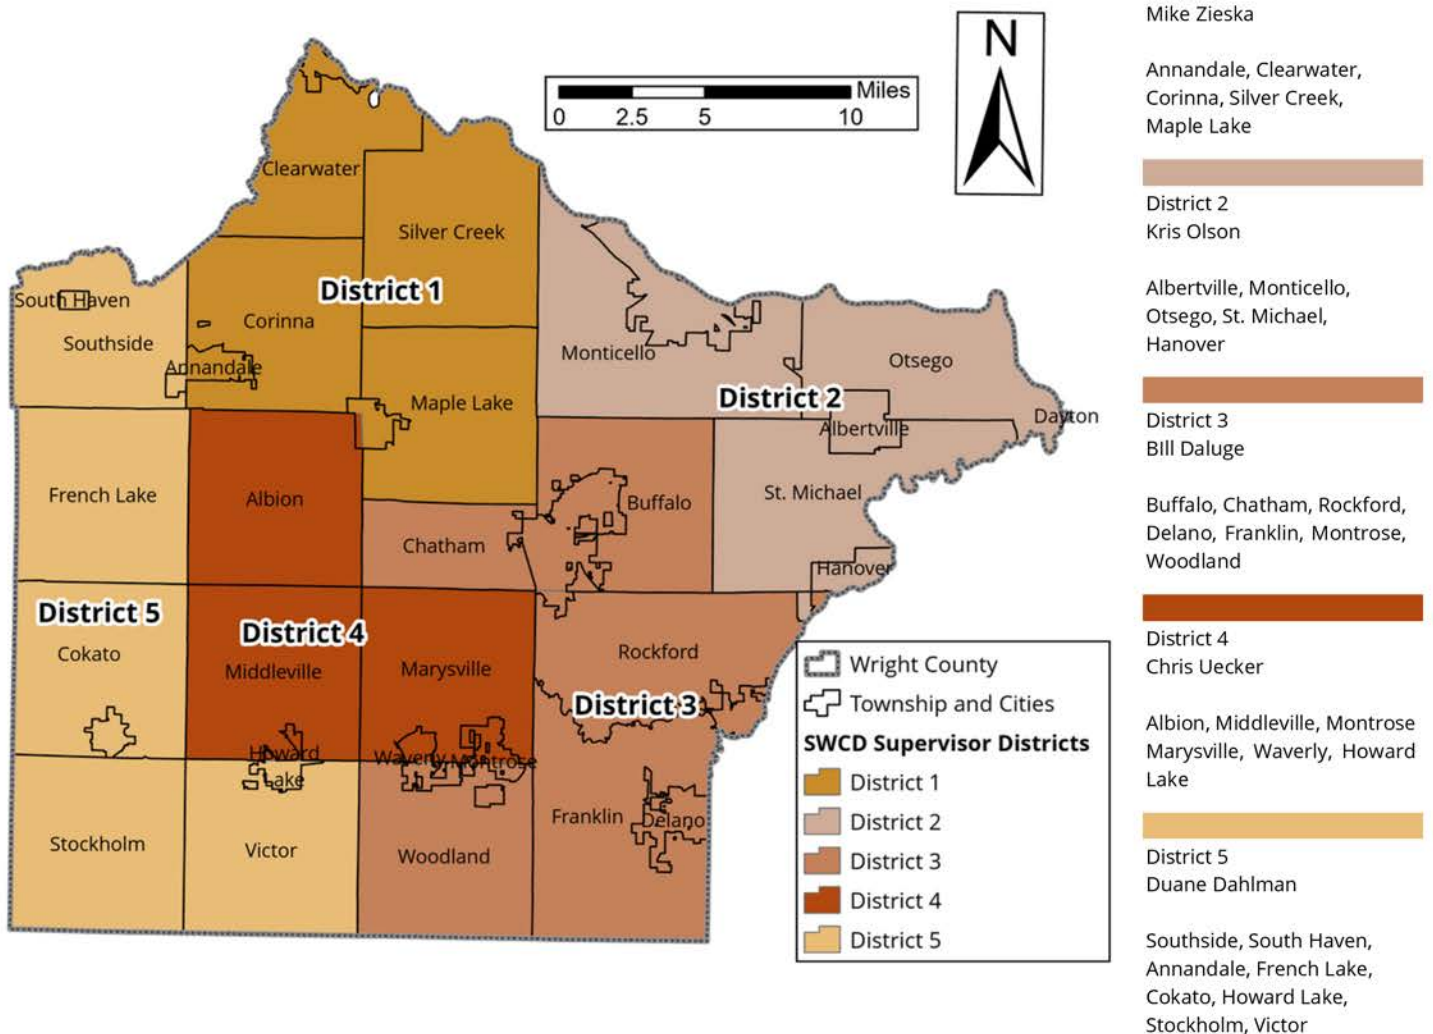 N
Miles
0 2.5 5 10
Clearwater
Silver Creek
District 1
South Haven
Corinna
Southside
Annandale
Monticello
Otsego
Maple Lake
District 2
Dayton
Albertville
French Lake
Albion
Buffalo
St. Michael
Chatham
Hanover
District 5
District 4
Cokato
Middleville
Marysville
Rockford
District 3
Howard
Lake
Waverly
Montrose
Franklin
Delano
Stockholm
Victor
Woodland
Wright County
Township and Cities
SWCD Supervisor Districts
District 1
District 2
District 3
District 4
District 5
Mike Zieska
Annandale, Clearwater,
Corinna, Silver Creek,
Maple Lake
District 2
Kris Olson
Albertville, Monticello,
Otsego, St. Michael,
Hanover
District 3
BIll Daluge
Buffalo, Chatham, Rockford,
Delano, Franklin, Montrose,
Woodland
District 4
Chris Uecker
Albion, Middleville, Montrose
Marysville, Waverly, Howard
Lake
District 5
Duane Dahlman
Southside, South Haven,
Annandale, French Lake,
Cokato, Howard Lake,
Stockholm, Victor